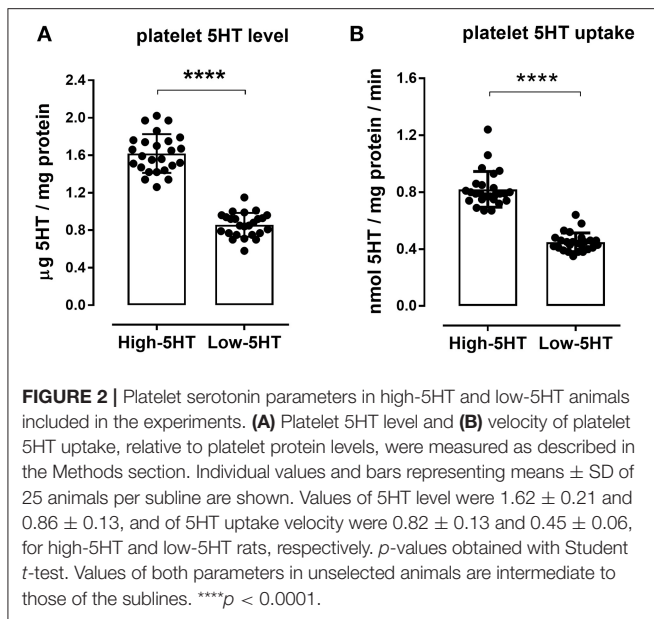 A platelet 5HT level
B platelet 5HT uptake
****
****
µg 5HT / mg protein
2.4
2.0
1.6
1.2
0.8
0.4
0.0
High-5HT Low-5HT
nmol 5HT / mg protein / min
1.6
1.2
0.8
0.4
0.0
High-5HT Low-5HT
FIGURE 2 | Platelet serotonin parameters in high-5HT and low-5HT animals
included in the experiments. (A) Platelet 5HT level and (B) velocity of platelet
5HT uptake, relative to platelet protein levels, were measured as described in
the Methods section. Individual values and bars representing means ± SD of
25 animals per subline are shown. Values of 5HT level were 1.62 ± 0.21 and
0.86 ± 0.13, and of 5HT uptake velocity were 0.82 ± 0.13 and 0.45 ± 0.06,
for high-5HT and low-5HT rats, respectively. p-values obtained with Student
t-test. Values of both parameters in unselected animals are intermediate to
those of the sublines. ****p < 0.0001.